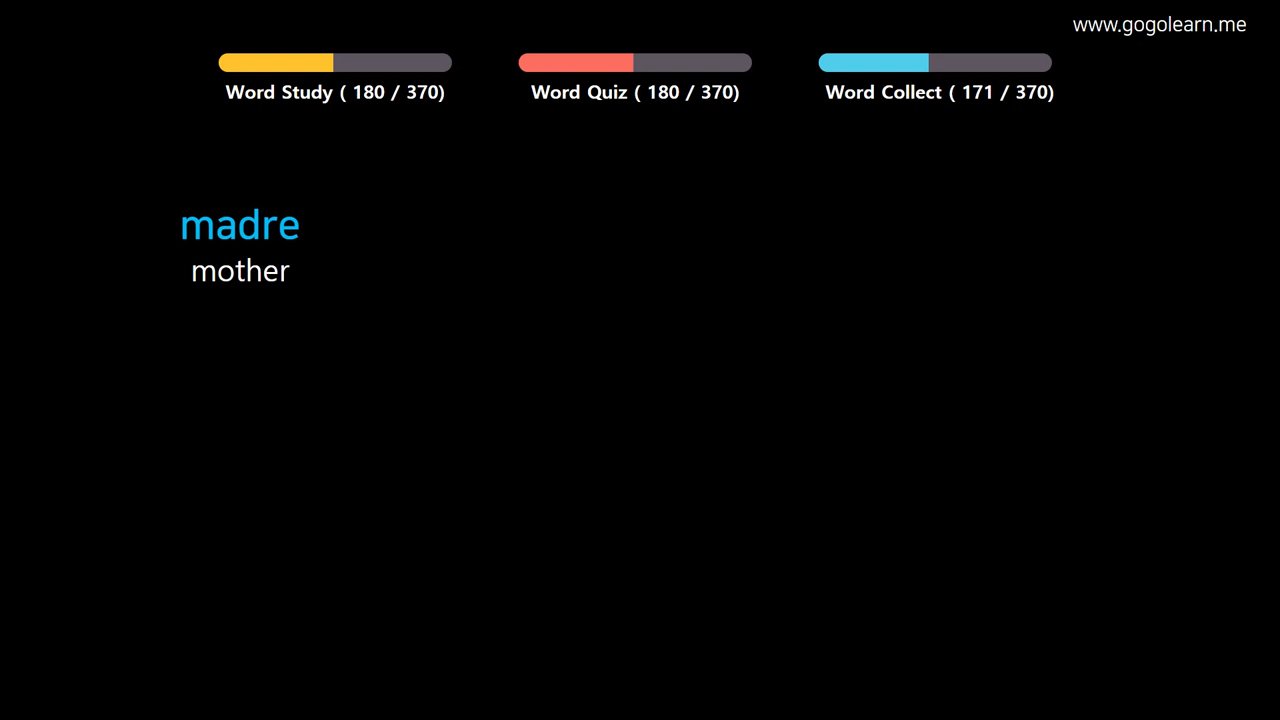 www.gogolearn.me
Word Study ( 180 / 370)
Word Quiz ( 180 / 370)
Word Collect ( 171 / 370)
madre
mother